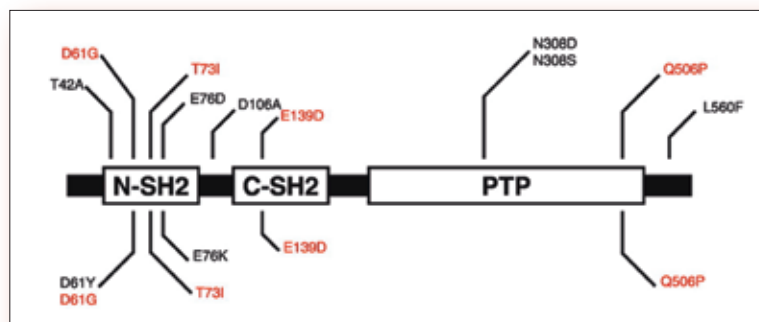 D61G
T42A
T73I
E76D
D106A
E139D
N308D
N308S
Q506P
L560F
N-SH2
C-SH2
PTP
D61Y
D61G
T73I
E76K
E139D
Q506P